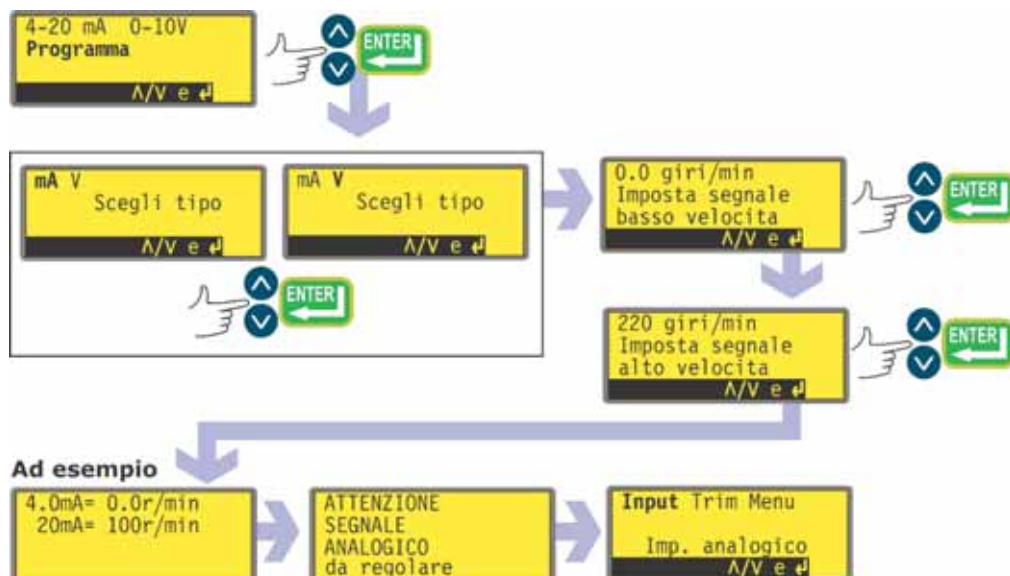 4-20 mA 0-10V
Programma
∧/∨ e ↲
ENTER
mA V
Scegli tipo
∧/∨ e ↲
mA V
Scegli tipo
∧/∨ e ↲
ENTER
0.0 giri/min
Imposta segnale
basso velocita
∧/∨ e ↲
ENTER
220 giri/min
Imposta segnale
alto velocita
∧/∨ e ↲
ENTER
Ad esempio
4.0mA= 0.0r/min
20mA= 100r/min
ATTENZIONE
SEGNALE
ANALOGICO
da regolare
Input Trim Menu
Imp. analogico
∧/∨ e ↲